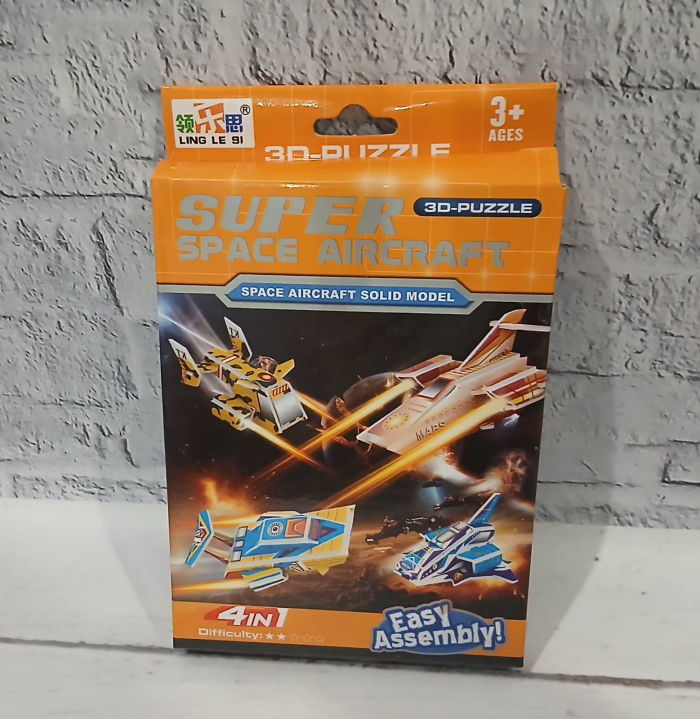 领乐思®
LING LE SI
3+
AGES
3D-PUZZLE
SUPER
3D-PUZZLE
SPACE AIRCRAFT
SPACE AIRCRAFT SOLID MODEL
MARS
4IN1
Difficulty:★★☆☆☆
Easy
Assembly!